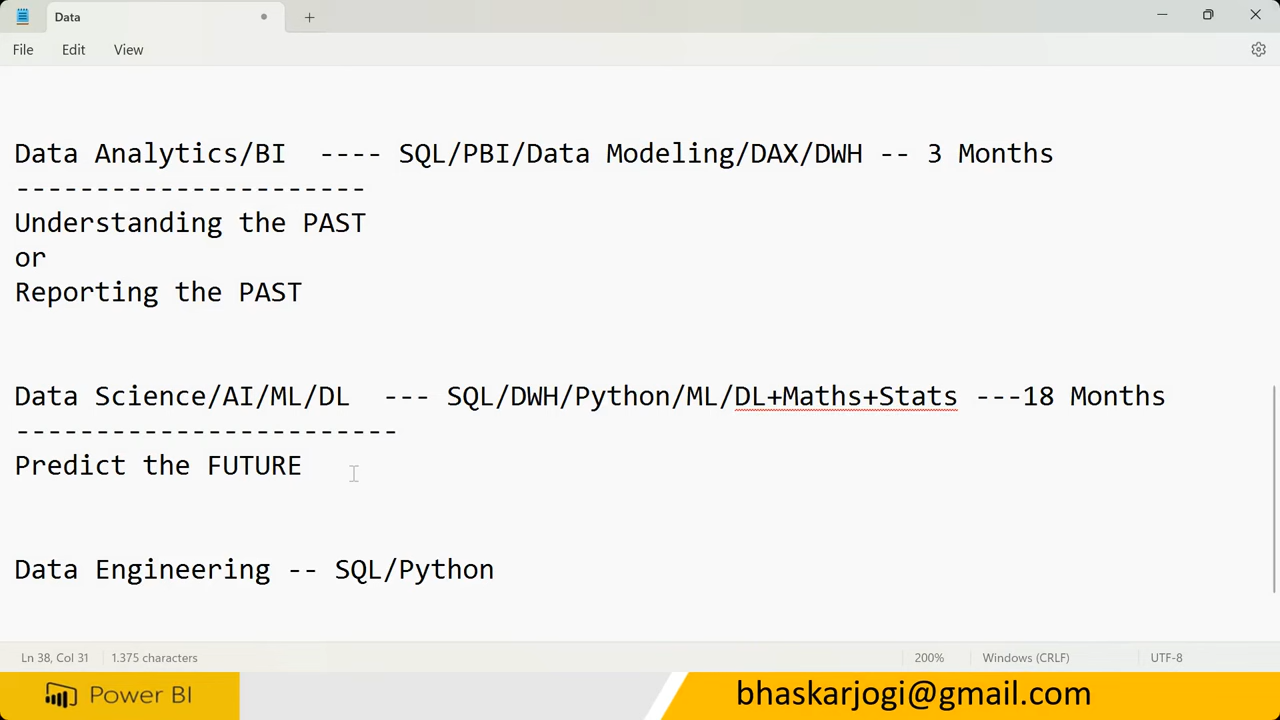 Data
File Edit View
Data Analytics/BI ---- SQL/PBI/Data Modeling/DAX/DWH -- 3 Months
----------------------
Understanding the PAST
or
Reporting the PAST
Data Science/AI/ML/DL --- SQL/DWH/Python/ML/DL+Maths+Stats ---18 Months
------------------------
Predict the FUTURE
Data Engineering -- SQL/Python
Ln 38, Col 31 1.375 characters 200% Windows (CRLF) UTF-8
Power BI bhaskarjogi@gmail.com